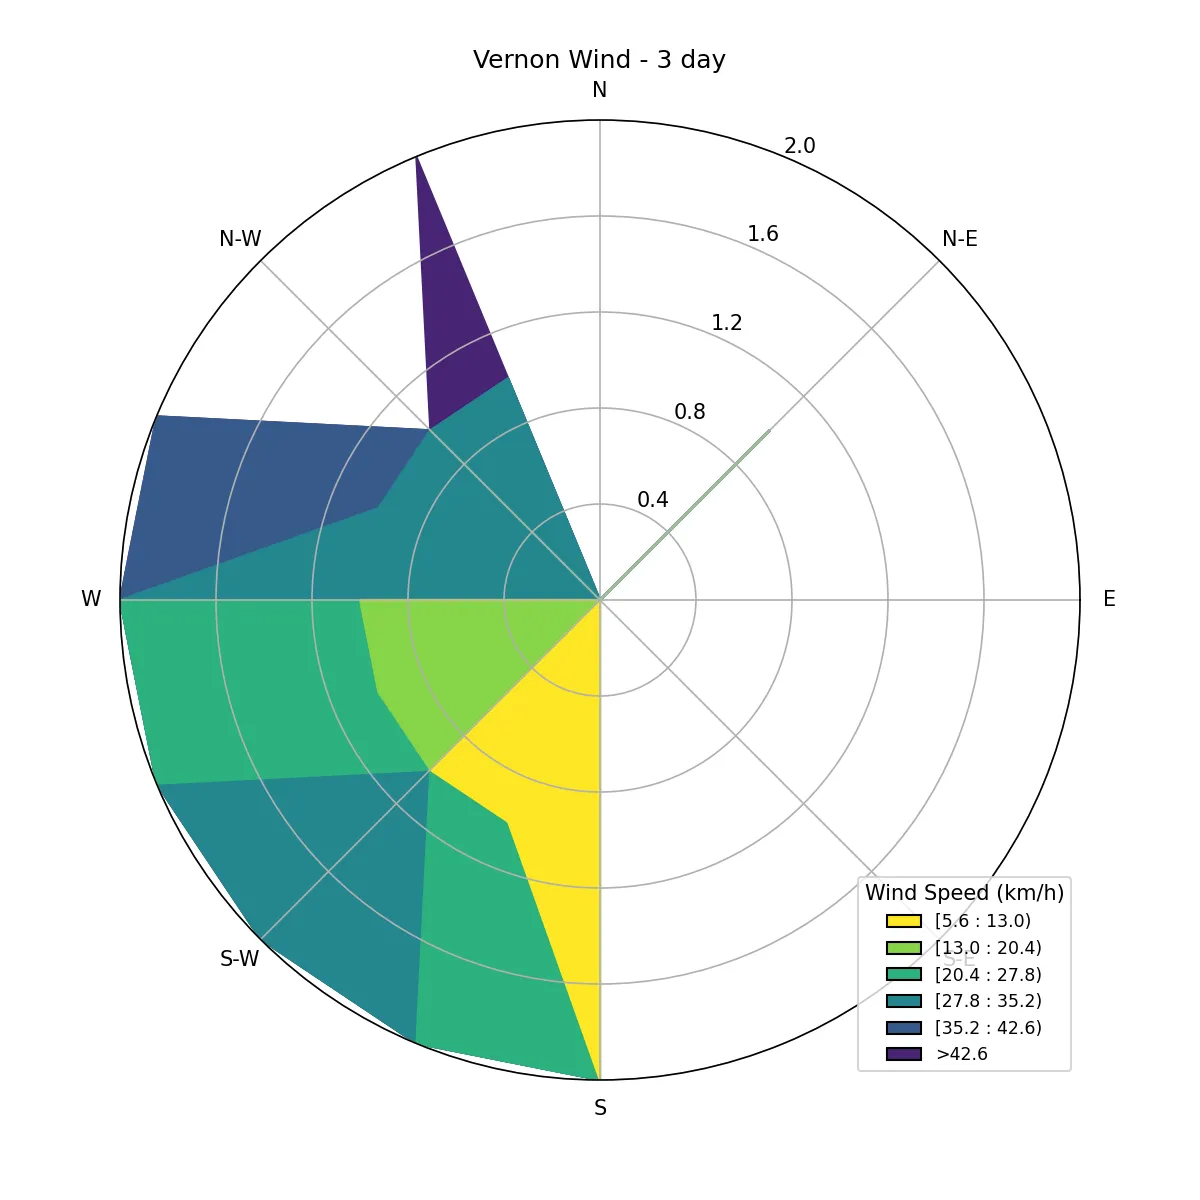 Vernon Wind - 3 day
N
2.0
N-W
1.6
N-E
1.2
0.8
0.4
W
E
S-W
S-E
S
Wind Speed (km/h)
[5.6 : 13.0)
[13.0 : 20.4)
[20.4 : 27.8)
[27.8 : 35.2)
[35.2 : 42.6)
>42.6